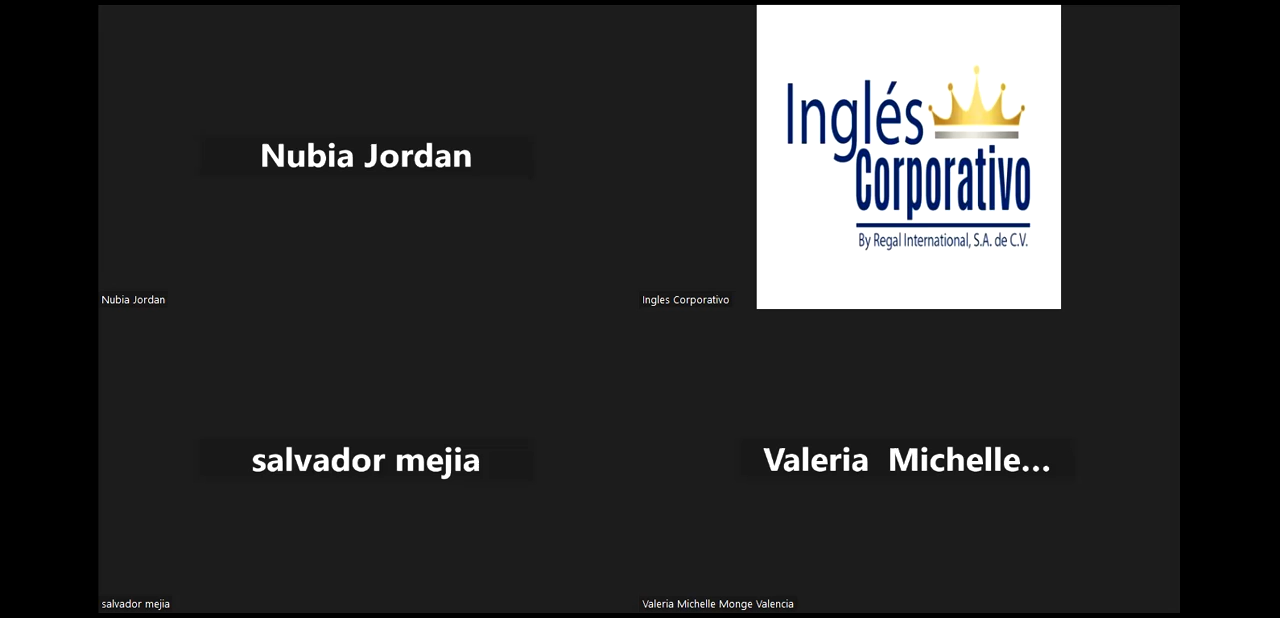 Nubia Jordan
Nubia Jordan
Inglés
Corporativo
By Regal International, S.A. de C.V.
Ingles Corporativo
salvador mejia
salvador mejia
Valeria  Michelle...
Valeria Michelle Monge Valencia